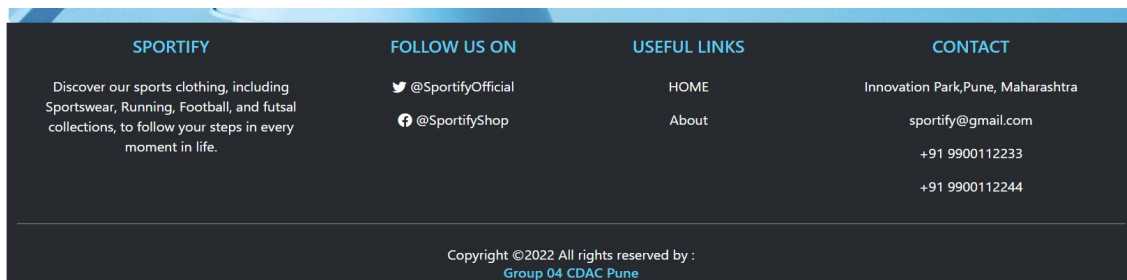 SPORTIFY
Discover our sports clothing, including
Sportswear, Running, Football, and futsal
collections, to follow your steps in every
moment in life.
FOLLOW US ON
@SportifyOfficial
@SportifyShop
USEFUL LINKS
HOME
About
CONTACT
Innovation Park,Pune, Maharashtra
sportify@gmail.com
+91 9900112233
+91 9900112244
Copyright ©2022 All rights reserved by :
Group 04 CDAC Pune